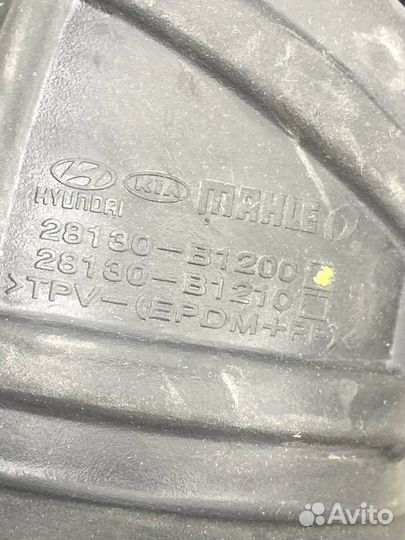 HYUNDAI KIA MAHLE
28130-B1200
28130-B1210
>TPV-(EPDM+PP)<
Avito